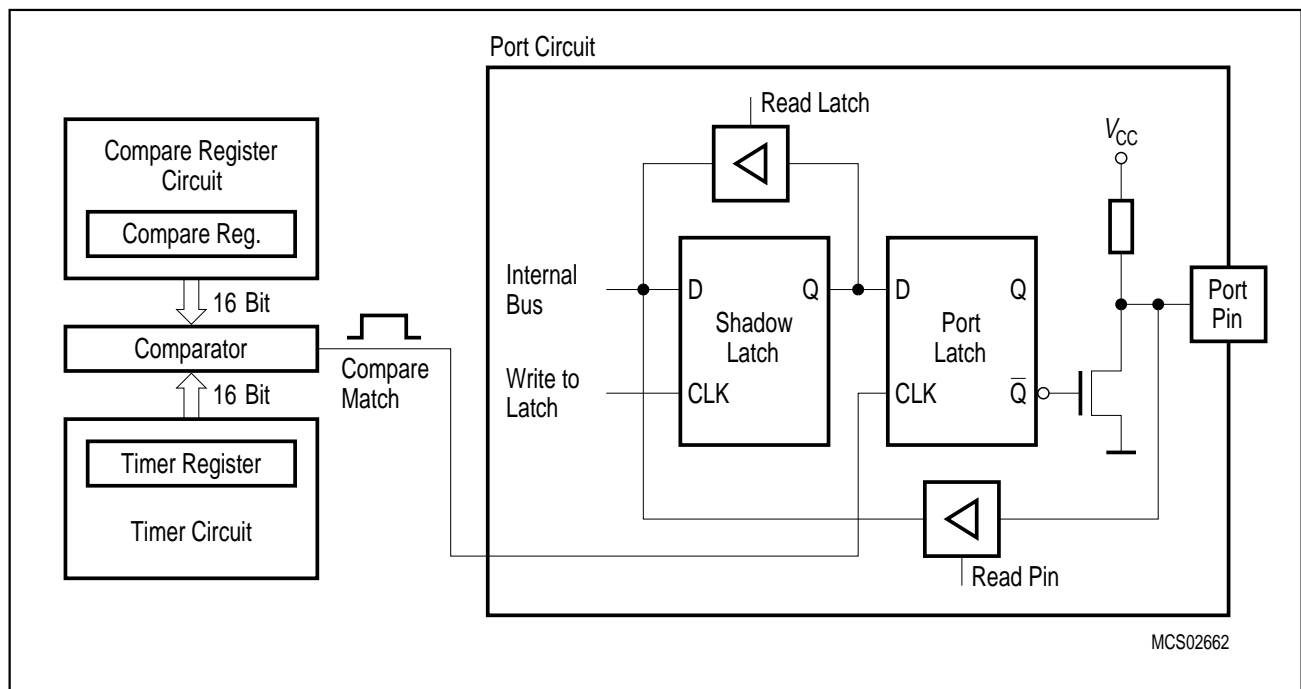 Port Circuit
Compare Register
Circuit
Compare Reg.
16 Bit
Comparator
16 Bit
Timer Register
Timer Circuit
Compare
Match
Read Latch
V_CC
Internal
Bus
D
Q
Shadow
Latch
Write to
Latch
CLK
D
Q
Port
Latch
CLK
Q̅
Port
Pin
Read Pin
MCS02662